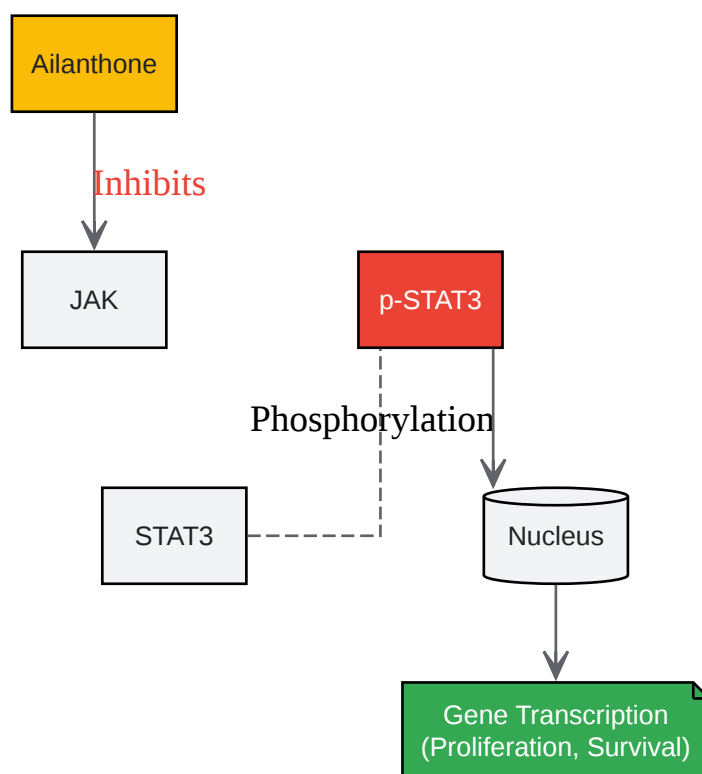 Ailanthone
Inhibits
JAK
p-STAT3
Phosphorylation
STAT3
Nucleus
Gene Transcription
(Proliferation, Survival)